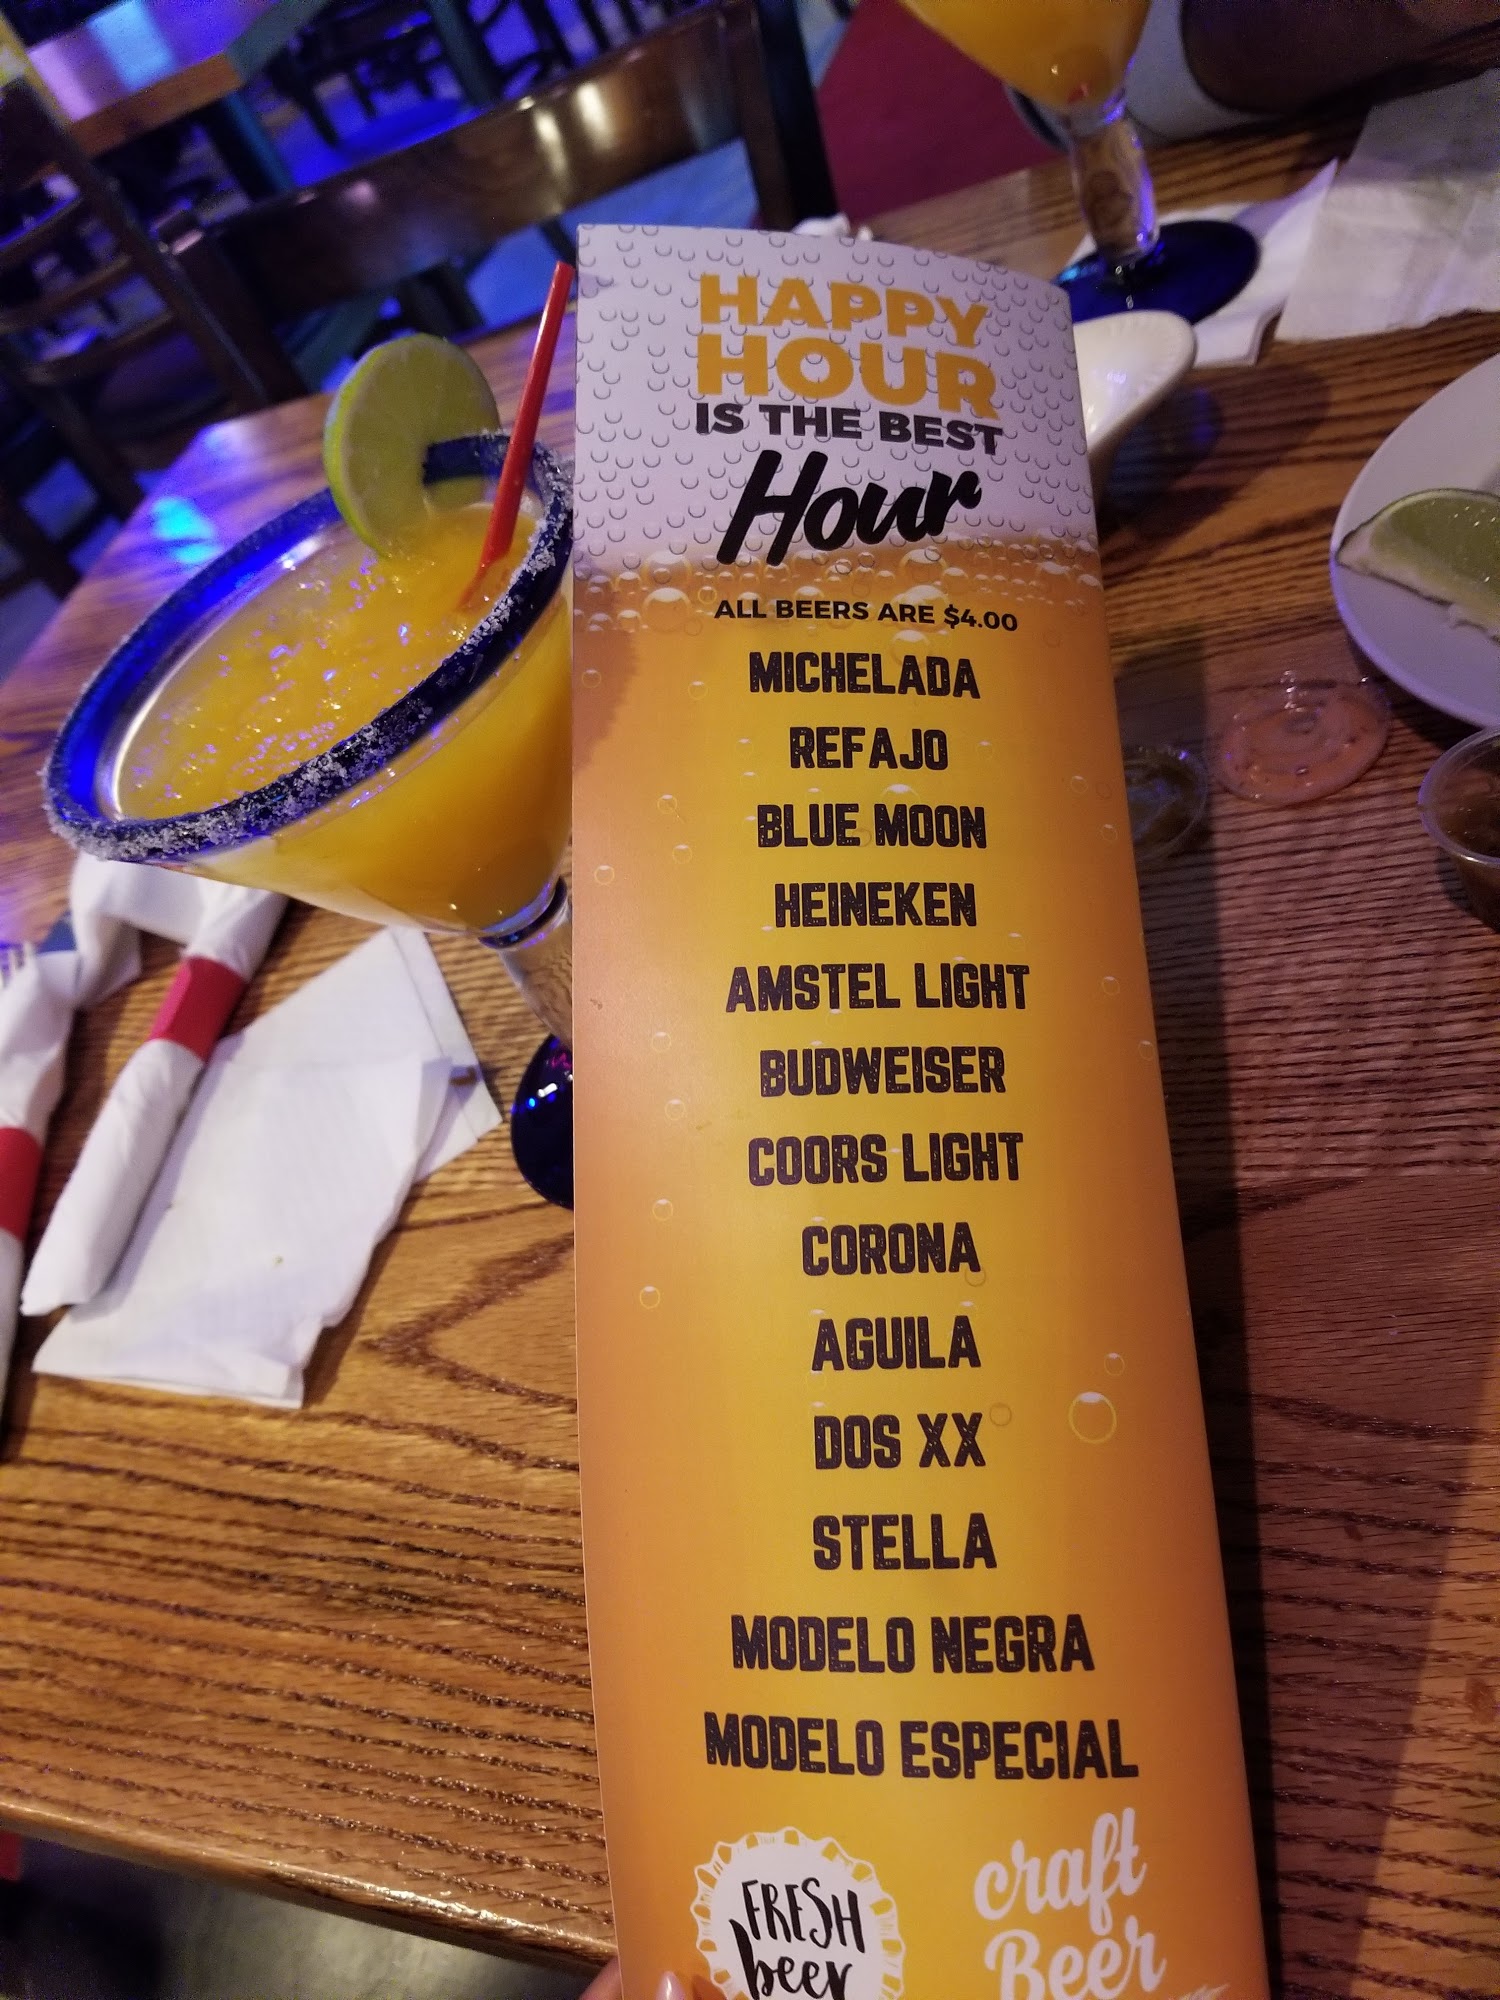 HAPPY
HOUR
IS THE BEST
Hour
ALL BEERS ARE $4.00
MICHELADA
REFAJO
BLUE MOON
HEINEKEN
AMSTEL LIGHT
BUDWEISER
COORS LIGHT
CORONA
AGUILA
DOS XX
STELLA
MODELO NEGRA
MODELO ESPECIAL
FRESH
beer
craft
Beer